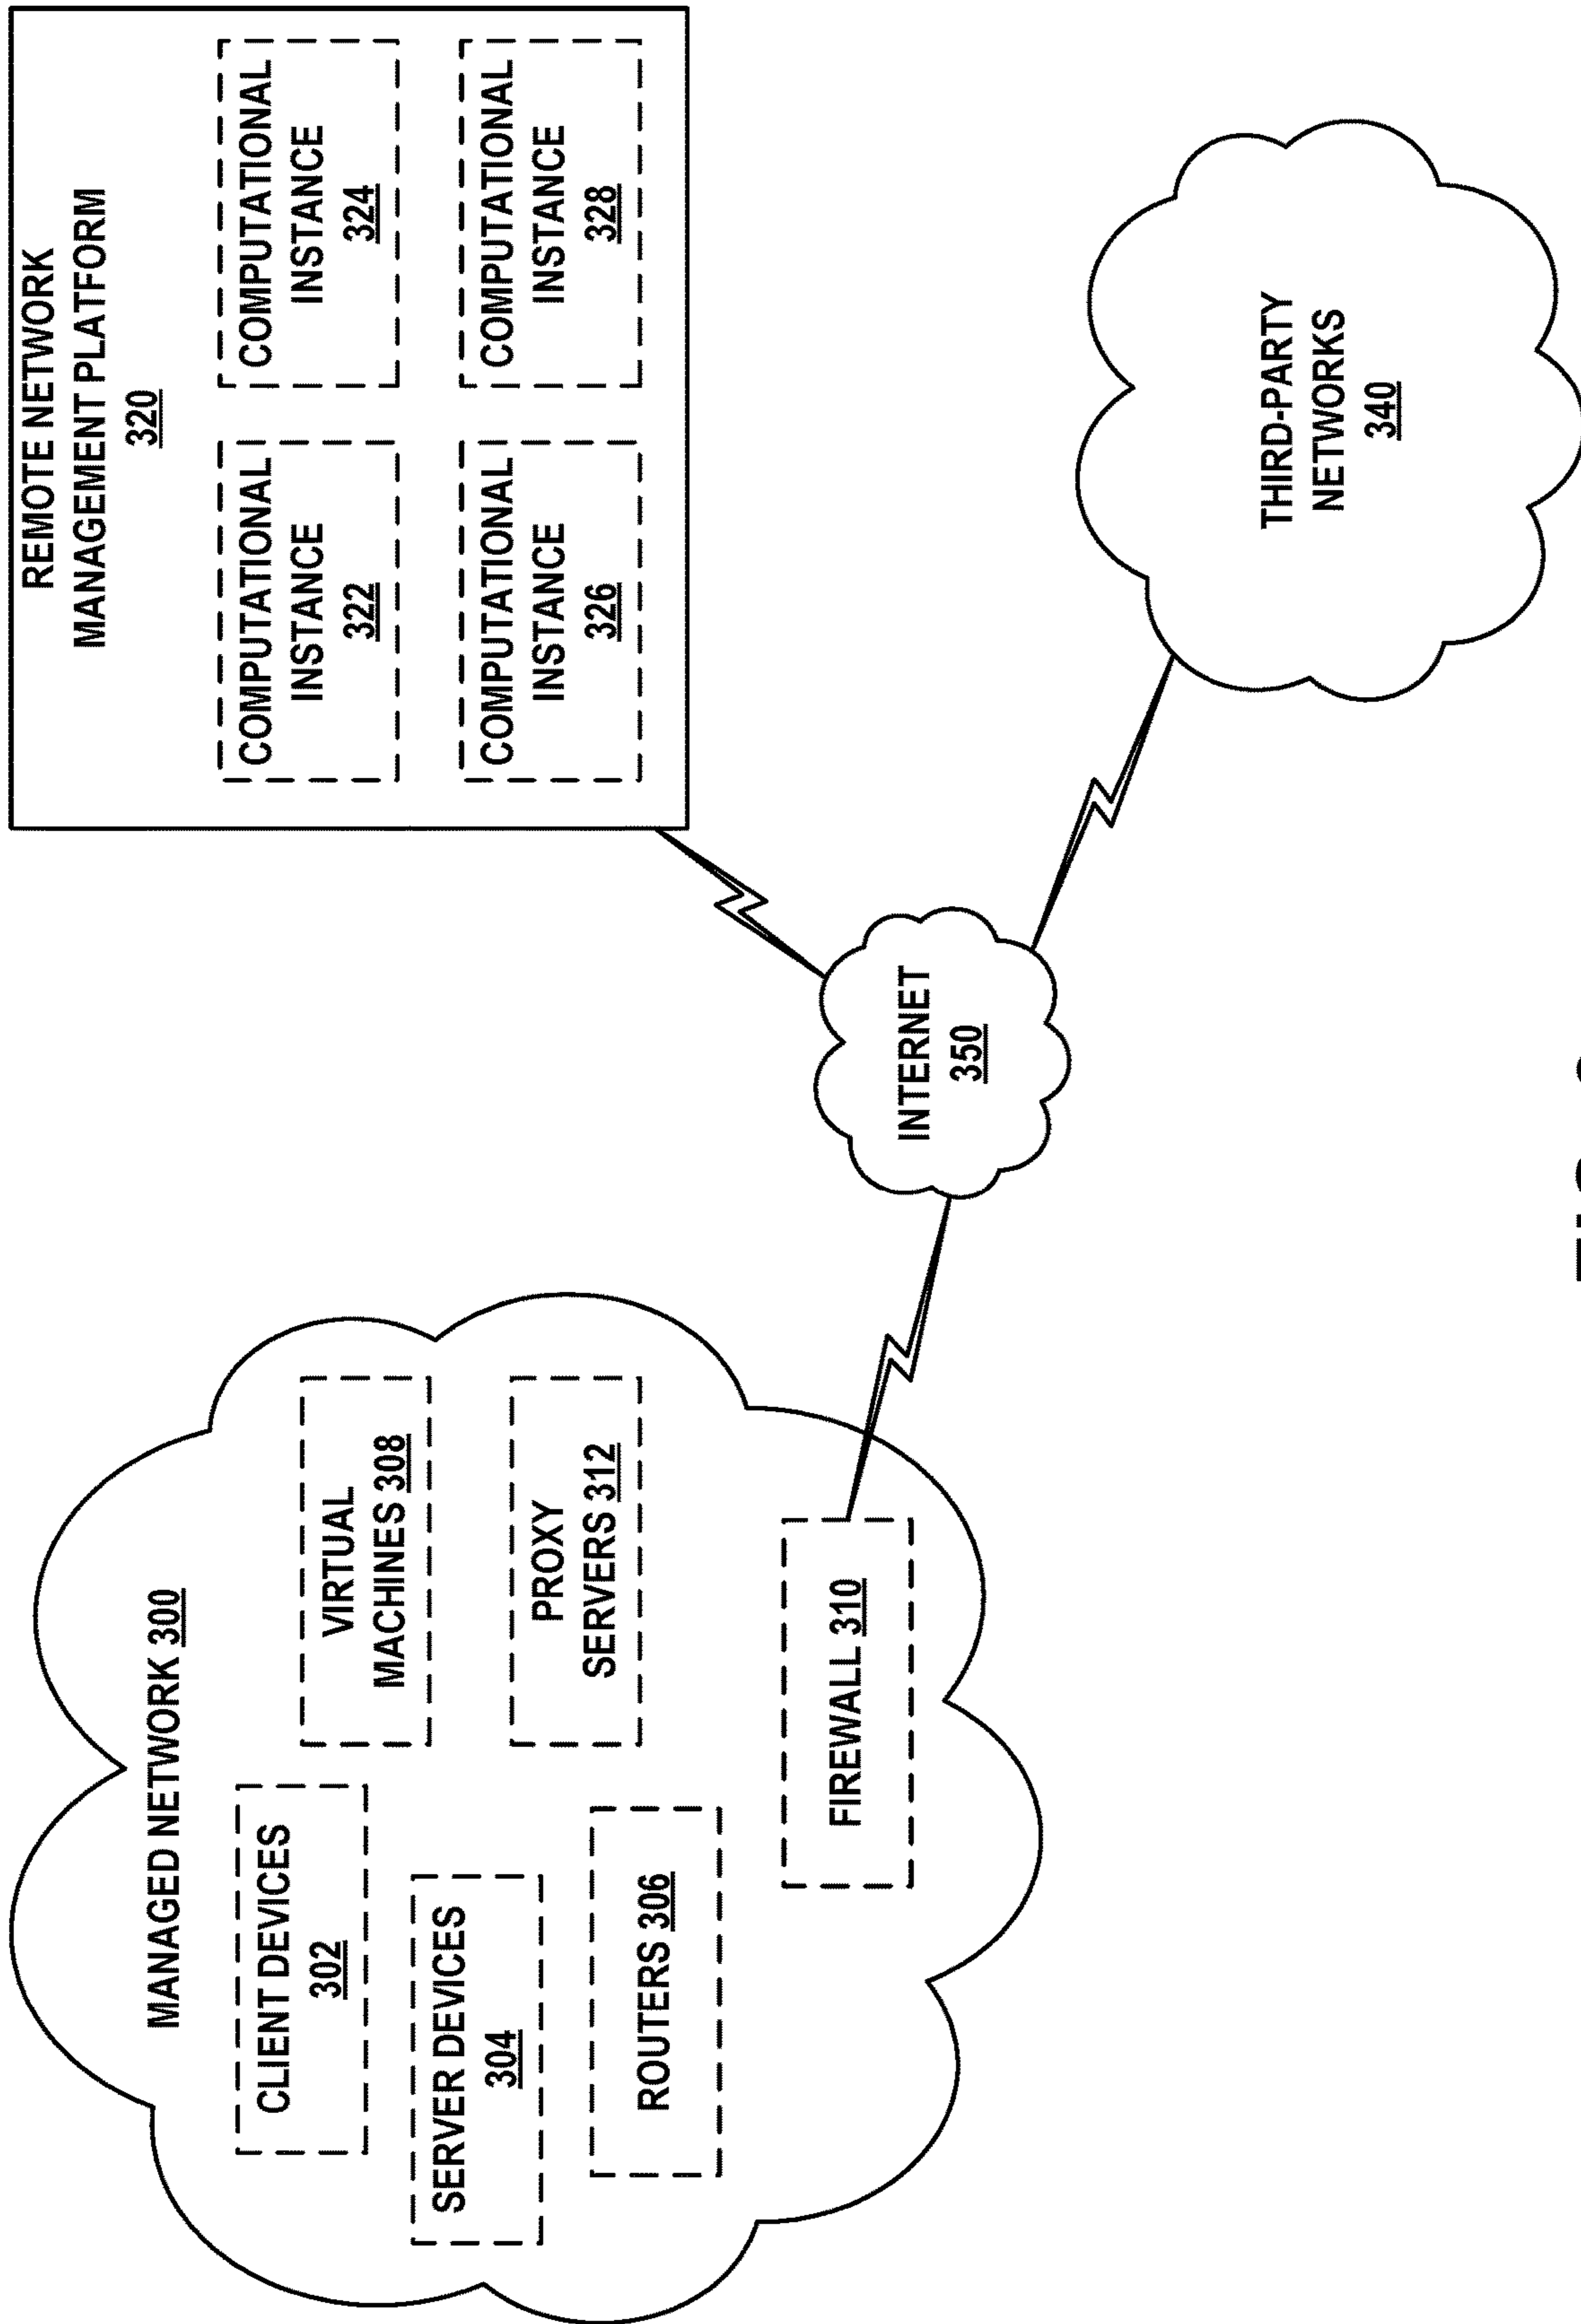 MANAGED NETWORK 300
CLIENT DEVICES
302
VIRTUAL
MACHINES 308
SERVER DEVICES
304
PROXY
SERVERS 312
ROUTERS 306
FIREWALL 310
INTERNET
350
REMOTE NETWORK
MANAGEMENT PLATFORM
320
COMPUTATIONAL
INSTANCE
322
COMPUTATIONAL
INSTANCE
324
COMPUTATIONAL
INSTANCE
326
COMPUTATIONAL
INSTANCE
328
THIRD-PARTY
NETWORKS
340